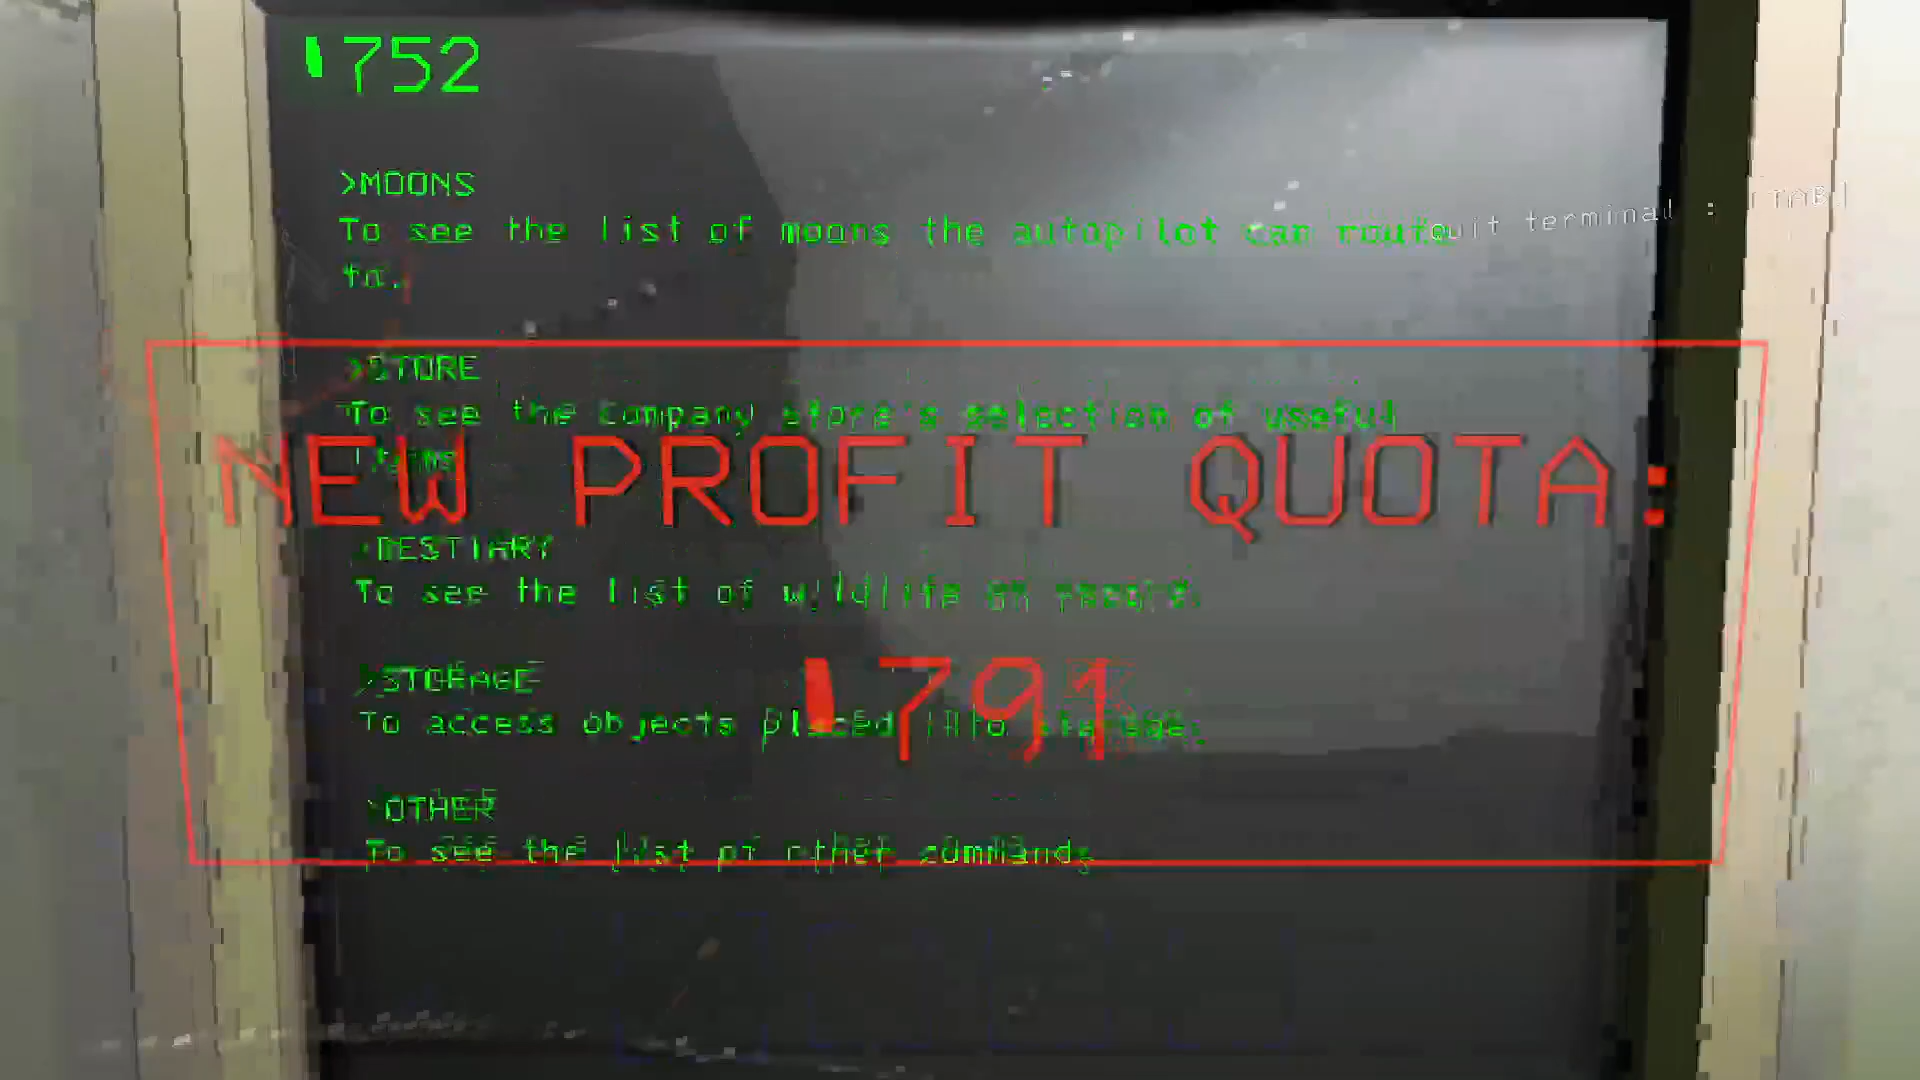 ▮752
>MOONS
To see the list of moons the autopilot can route
to.
Quit terminal : [TAB]
>STORE
To see the Company store's selection of useful
items.
NEW PROFIT QUOTA:
>BESTIARY
To see the list of wildlife on record.
▮791
>STORAGE
To access objects placed into storage.
>OTHER
To see the list of other commands